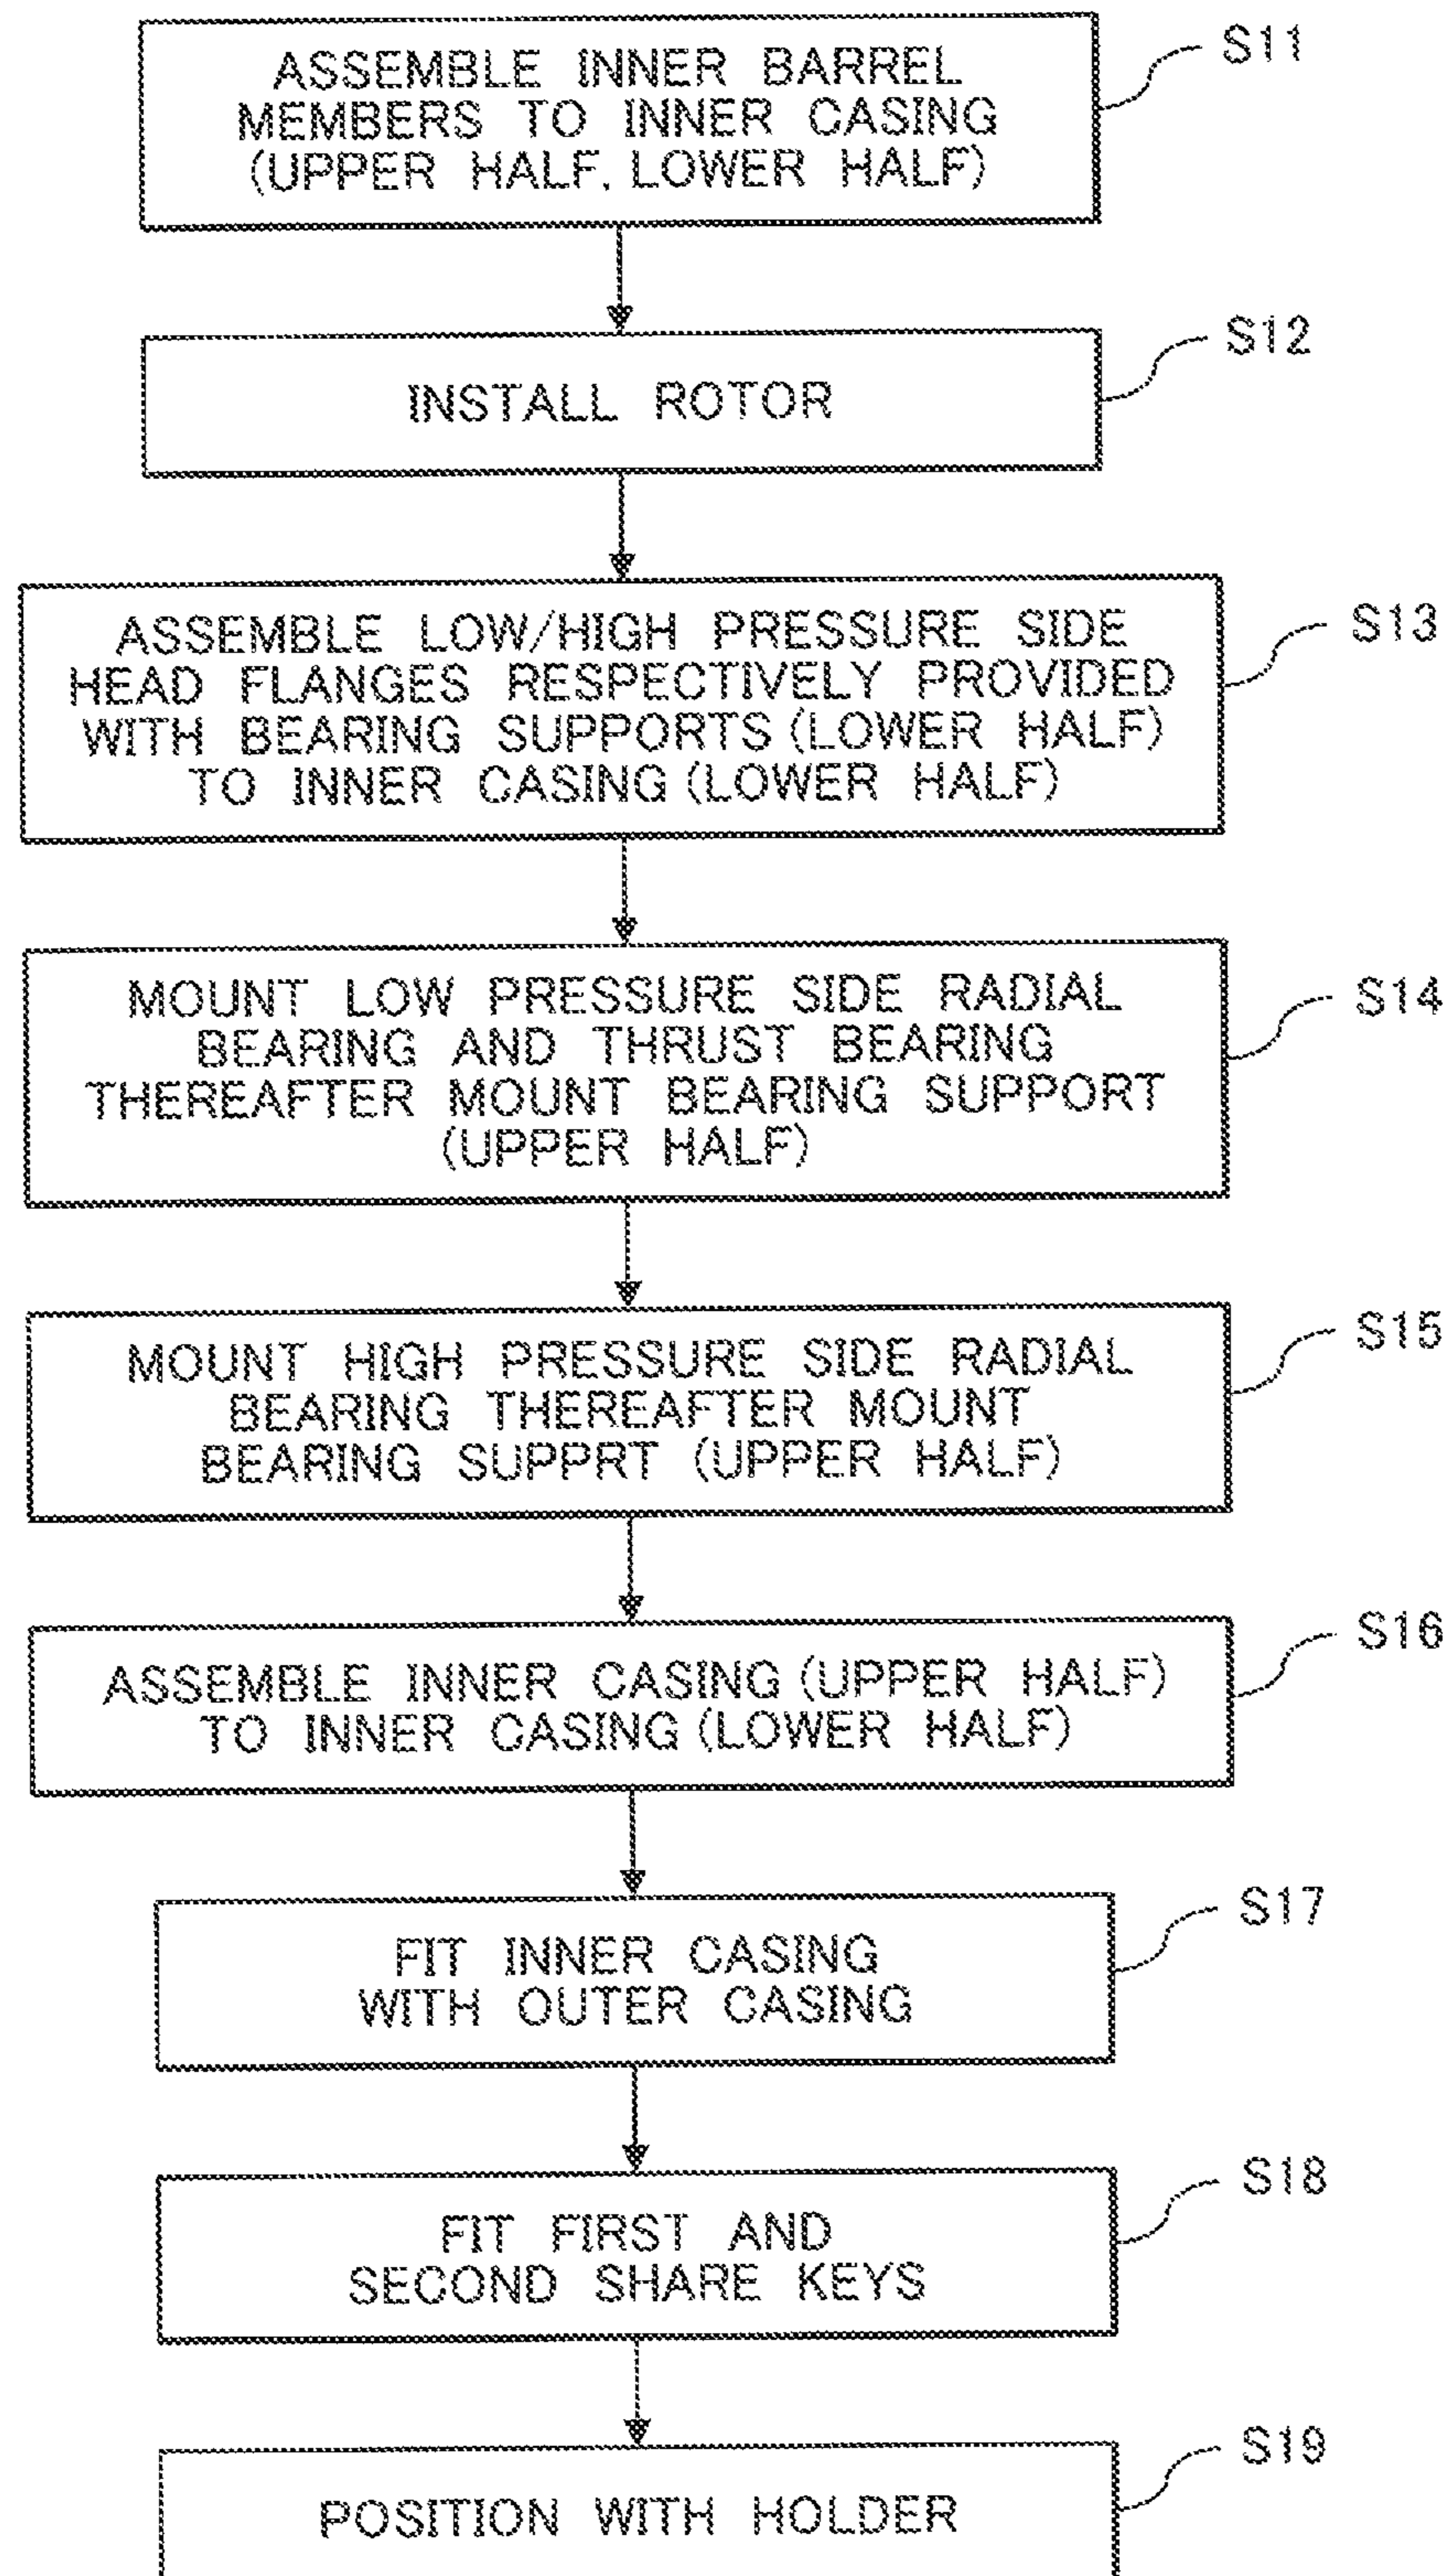 ASSEMBLE INNER BARREL
MEMBERS TO INNER CASING
(UPPER HALF, LOWER HALF)
S11
INSTALL ROTOR
S12
ASSEMBLE LOW/HIGH PRESSURE SIDE
HEAD FLANGES RESPECTIVELY PROVIDED
WITH BEARING SUPPORTS (LOWER HALF)
TO INNER CASING (LOWER HALF)
S13
MOUNT LOW PRESSURE SIDE RADIAL
BEARING AND THRUST BEARING
THEREAFTER MOUNT BEARING SUPPORT
(UPPER HALF)
S14
MOUNT HIGH PRESSURE SIDE RADIAL
BEARING THEREAFTER MOUNT
BEARING SUPPRT (UPPER HALF)
S15
ASSEMBLE INNER CASING (UPPER HALF)
TO INNER CASING (LOWER HALF)
S16
FIT INNER CASING
WITH OUTER CASING
S17
FIT FIRST AND
SECOND SHARE KEYS
S18
POSITION WITH HOLDER
S19